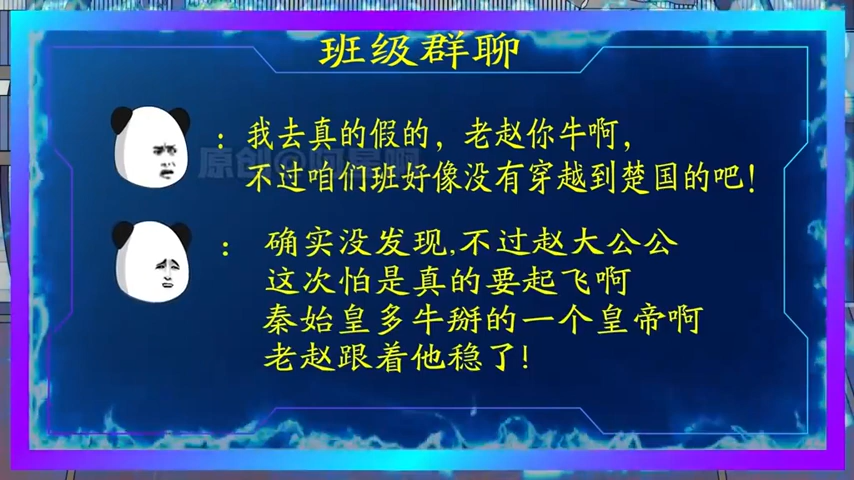 班级群聊
：我去真的假的，老赵你牛啊，
不过咱们班好像没有穿越到楚国的吧！
：确实没发现,不过赵大公公
这次怕是真的要起飞啊
秦始皇多牛掰的一个皇帝啊
老赵跟着他稳了！